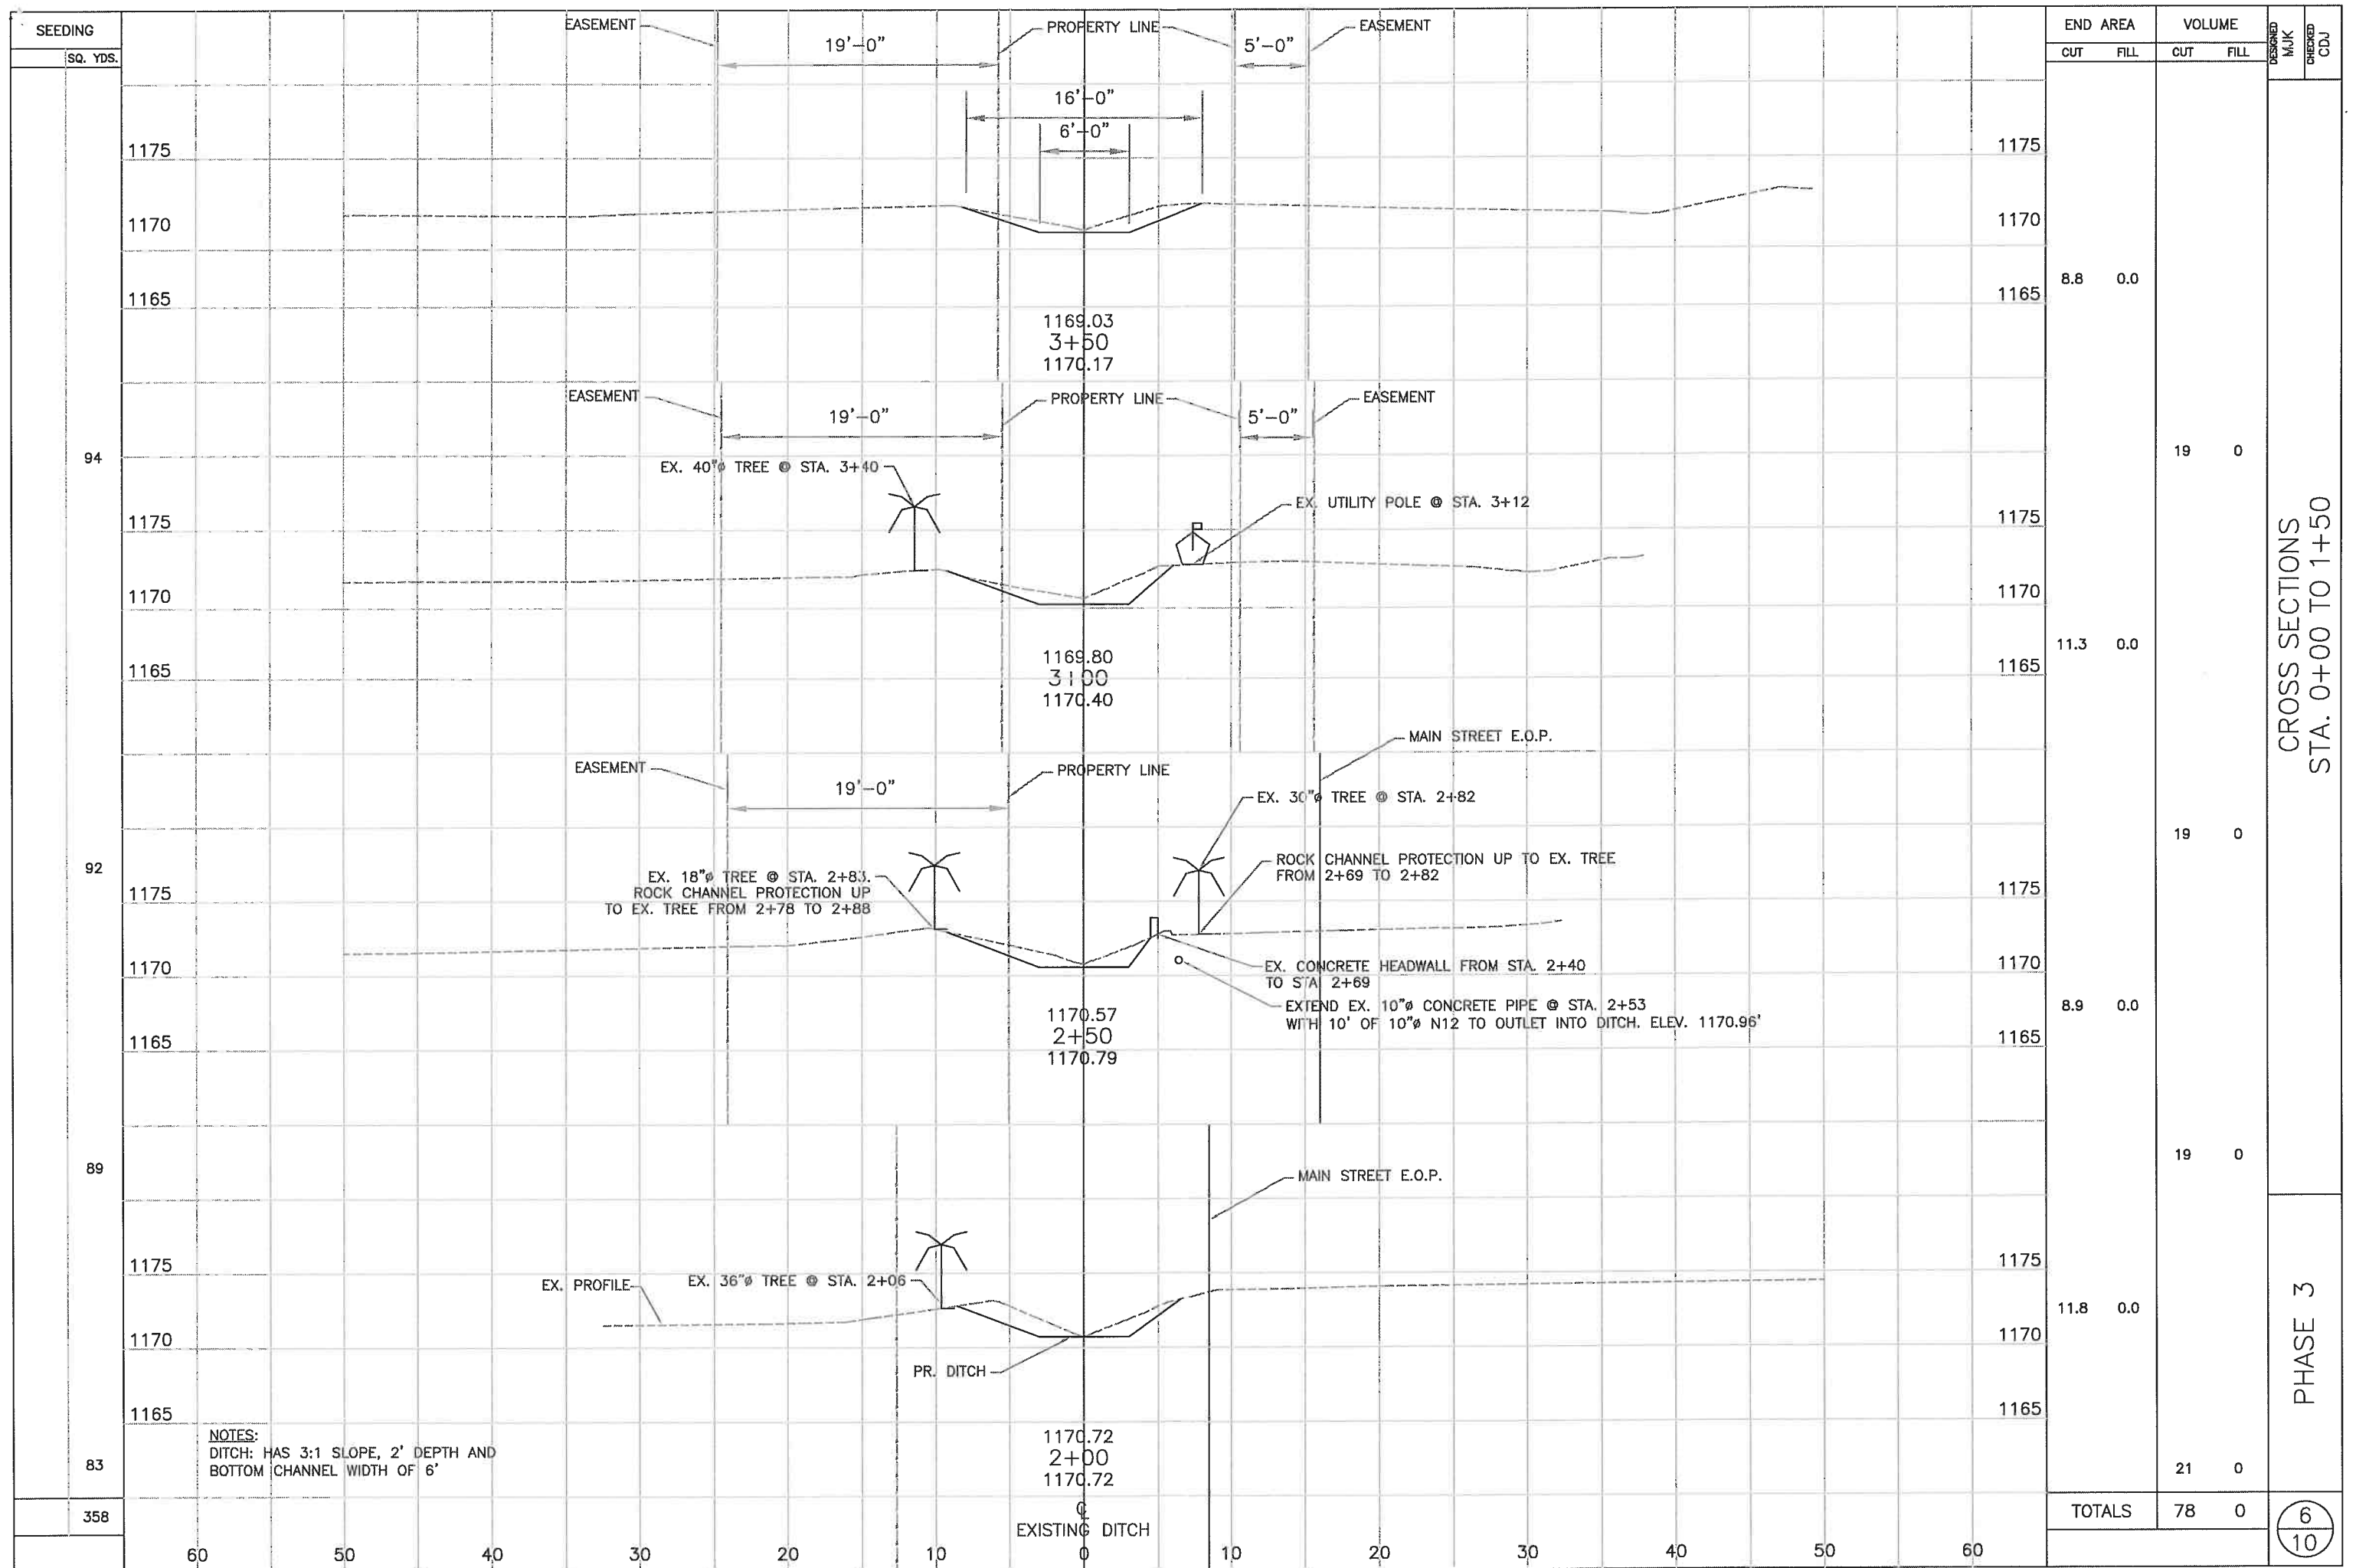 SEEDING
SQ. YDS.
END AREA
VOLUME
CUT FILL
CUT FILL
DESIGNED
MJK
CHECKED
CDJ
EASEMENT
19'-0"
PROPERTY LINE
5'-0"
EASEMENT
16'-0"
6'-0"
1175
1175
1170
1170
1165
1165
8.8 0.0
1169.03
3+50
1170.17
EASEMENT
19'-0"
PROPERTY LINE
5'-0"
EASEMENT
94
19 0
EX. 40"ø TREE @ STA. 3+40
EX. UTILITY POLE @ STA. 3+12
1175
1175
1170
1170
1165
1165
11.3 0.0
1169.80
3+00
1170.40
MAIN STREET E.O.P.
EASEMENT
19'-0"
PROPERTY LINE
EX. 30"ø TREE @ STA. 2+82
19 0
92
EX. 18"ø TREE @ STA. 2+83.
ROCK CHANNEL PROTECTION UP
TO EX. TREE FROM 2+78 TO 2+88
ROCK CHANNEL PROTECTION UP TO EX. TREE
FROM 2+69 TO 2+82
1175
1175
1170
1170
EX. CONCRETE HEADWALL FROM STA. 2+40
TO STA 2+69
EXTEND EX. 10"ø CONCRETE PIPE @ STA. 2+53
WITH 10' OF 10"ø N12 TO OUTLET INTO DITCH. ELEV. 1170.96'
8.9 0.0
1165
1165
1170.57
2+50
1170.79
89
19 0
MAIN STREET E.O.P.
1175
1175
EX. PROFILE
EX. 36"ø TREE @ STA. 2+06
11.8 0.0
1170
1170
PR. DITCH
1165
1165
NOTES:
DITCH: HAS 3:1 SLOPE, 2' DEPTH AND
BOTTOM CHANNEL WIDTH OF 6'
1170.72
2+00
1170.72
83
21 0
358
TOTALS 78 0
℄
EXISTING DITCH
60 50 40 30 20 10 0 10 20 30 40 50 60
CROSS SECTIONS
STA. 0+00 TO 1+50
PHASE 3
6
10